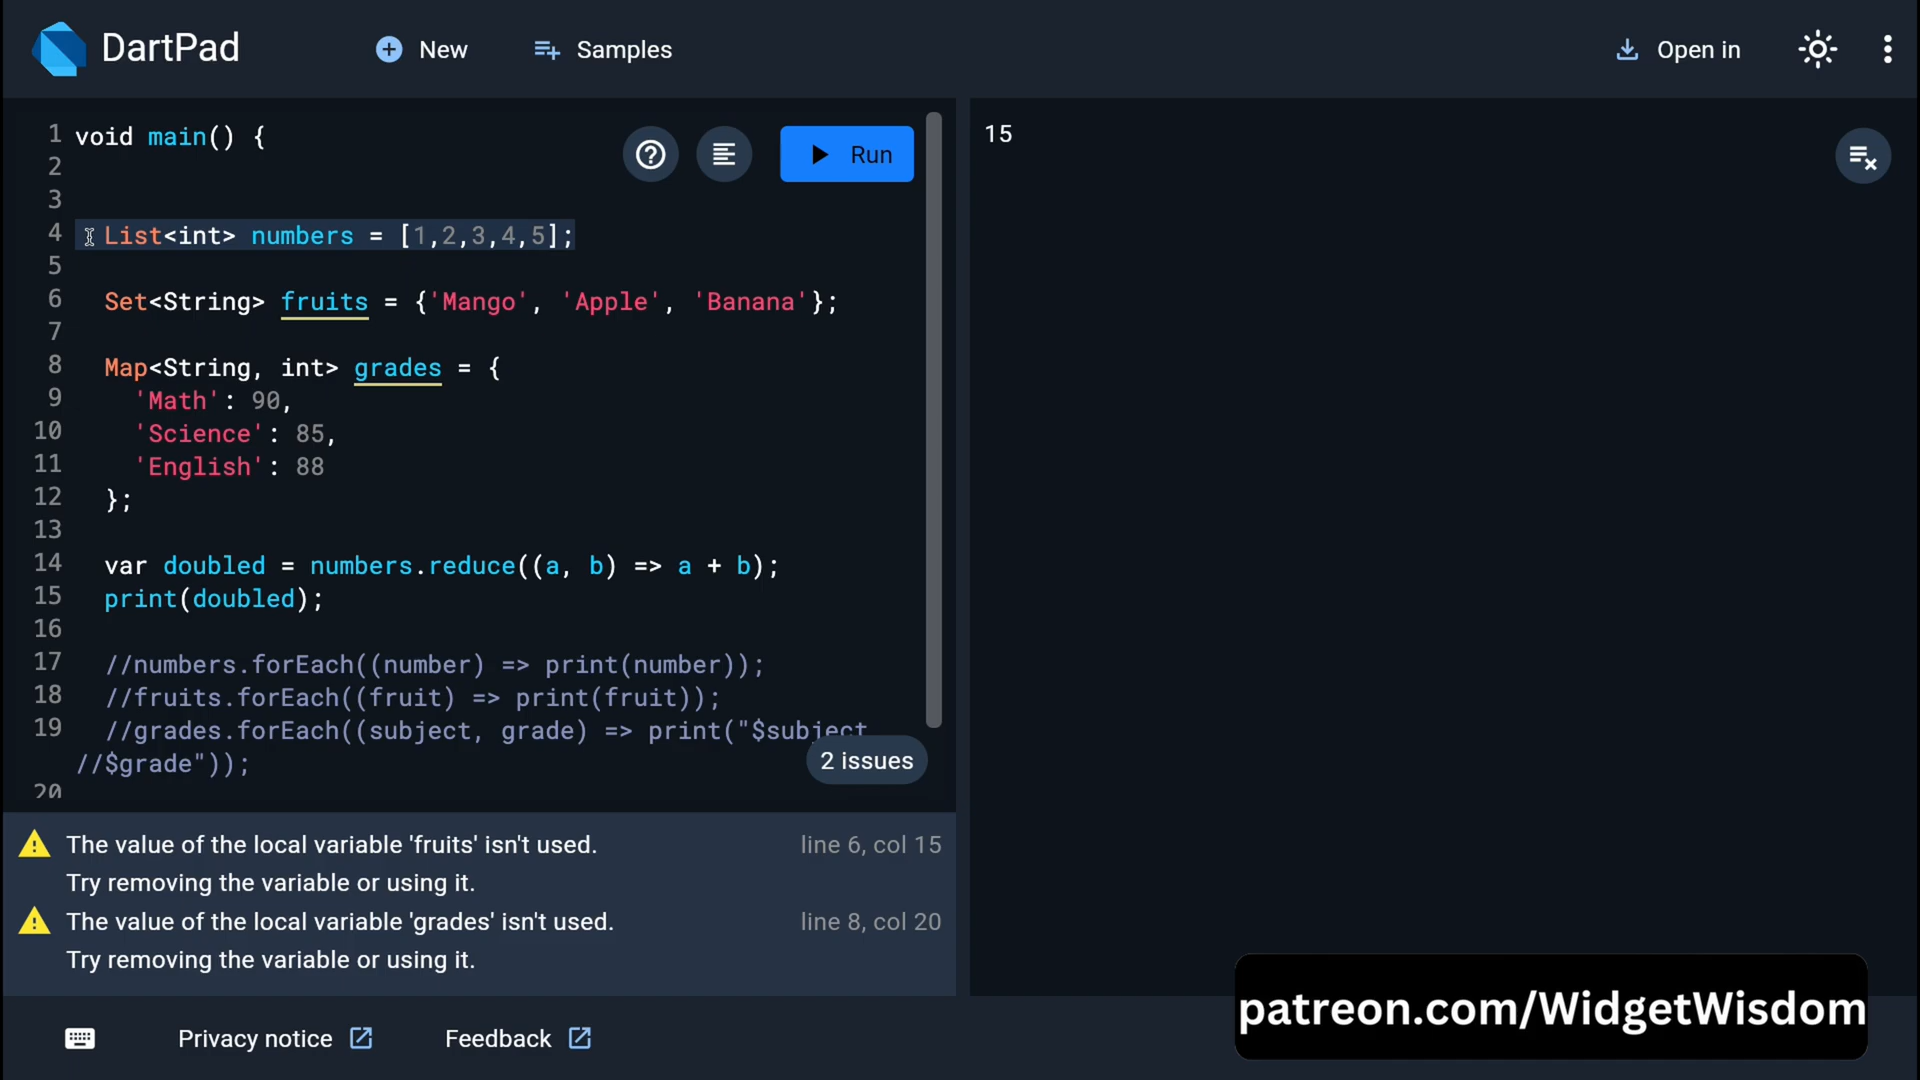 DartPad
New
Samples
Open in
1 void main() {
Run
2
3
4 List<int> numbers = [1,2,3,4,5];
5
6 Set<String> fruits = {'Mango', 'Apple', 'Banana'};
7
8 Map<String, int> grades = {
9 'Math': 90,
10 'Science': 85,
11 'English': 88
12 };
13
14 var doubled = numbers.reduce((a, b) => a + b);
15 print(doubled);
16
17 //numbers.forEach((number) => print(number));
18 //fruits.forEach((fruit) => print(fruit));
19 //grades.forEach((subject, grade) => print("$subject
//$grade"));
20
2 issues
15
The value of the local variable 'fruits' isn't used.
line 6, col 15
Try removing the variable or using it.
The value of the local variable 'grades' isn't used.
line 8, col 20
Try removing the variable or using it.
patreon.com/WidgetWisdom
Privacy notice
Feedback